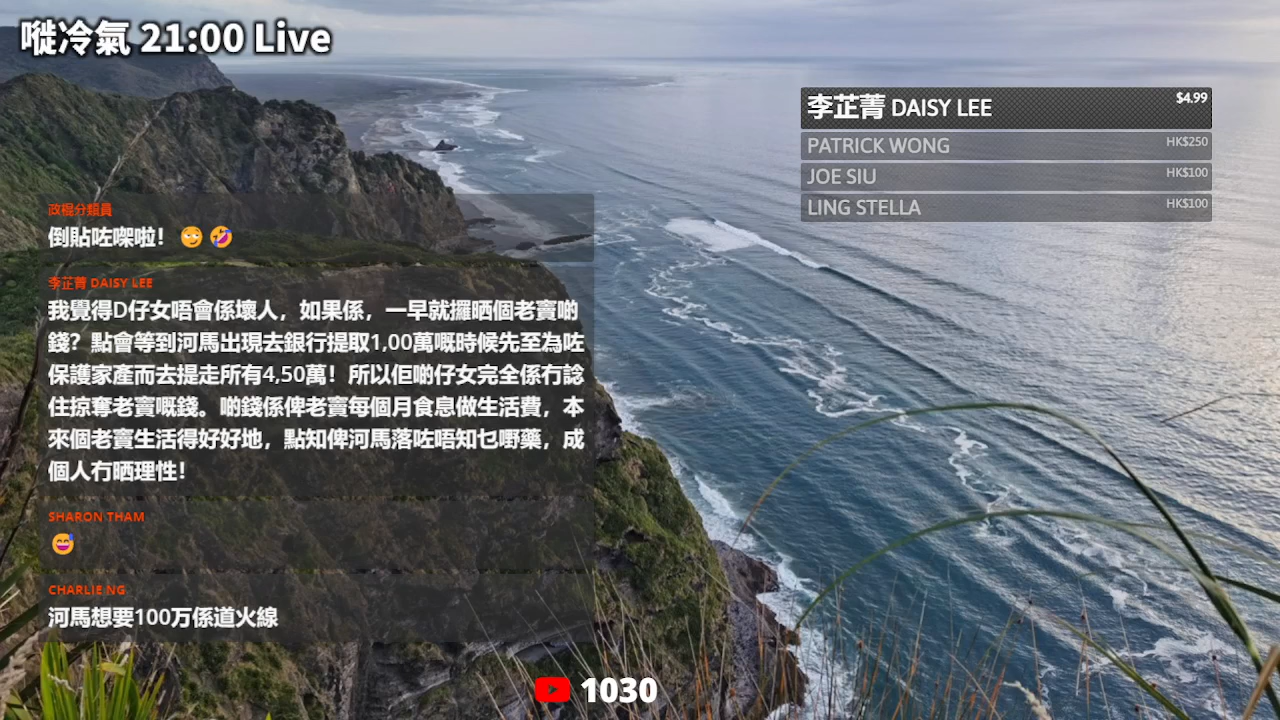 嘥冷氣 21:00 Live
李芷菁 DAISY LEE $4.99
PATRICK WONG HK$250
JOE SIU HK$100
LING STELLA HK$100
政棍分類員
倒貼咗㗎啦！🙄🤣
李芷菁 DAISY LEE
我覺得D仔女唔會係壞人，如果係，一早就攞晒個老竇啲
錢？點會等到河馬出現去銀行提取1,00萬嘅時候先至為咗
保護家產而去提走所有4,50萬！所以佢啲仔女完全係冇諗
住掠奪老竇嘅錢。啲錢係俾老竇每個月食息做生活費，本
來個老竇生活得好好地，點知俾河馬落咗唔知乜嘢藥，成
個人冇晒理性！
SHARON THAM
😅
CHARLIE NG
河馬想要100万係道火線
1030